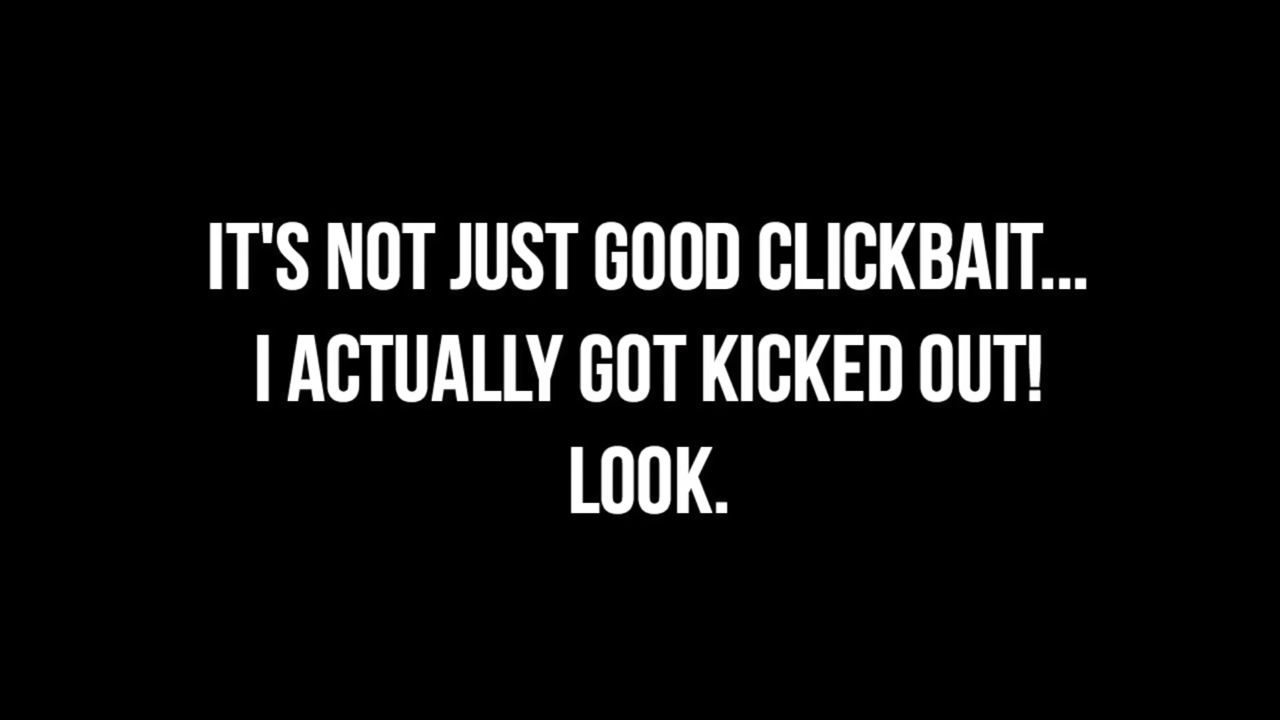 IT'S NOT JUST GOOD CLICKBAIT...
I ACTUALLY GOT KICKED OUT!
LOOK.